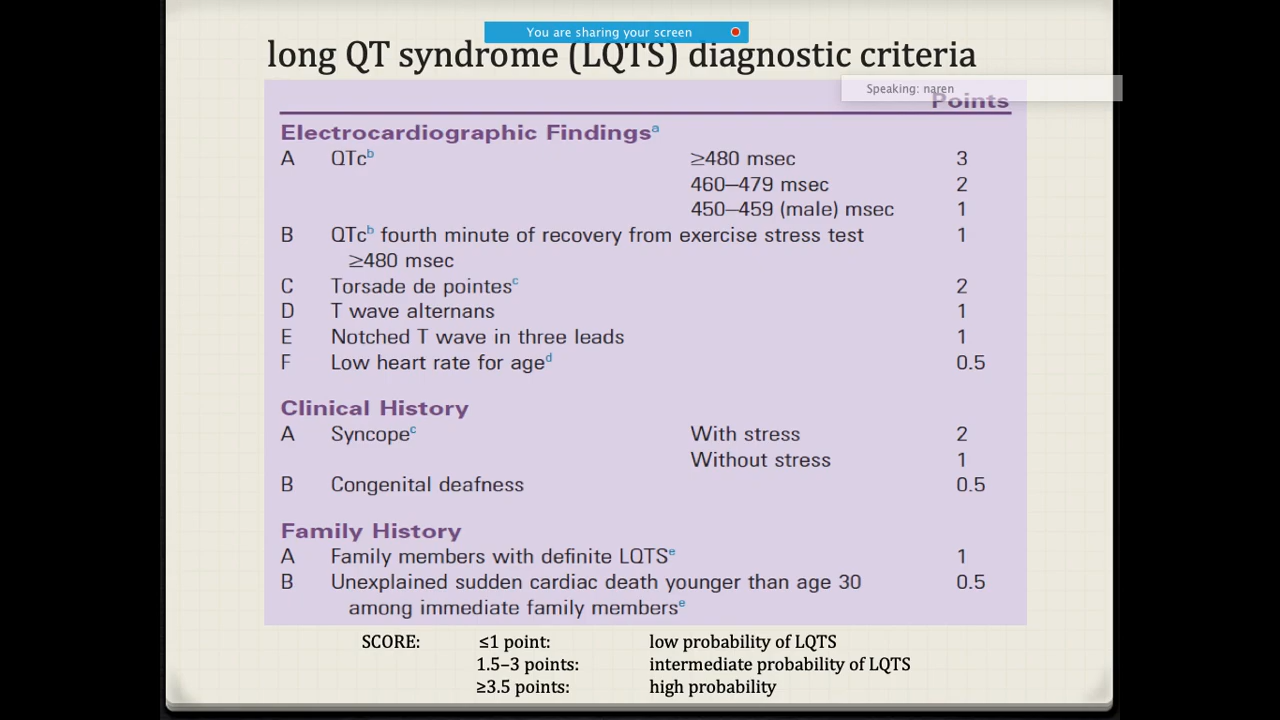 You are sharing your screen
long QT syndrome (LQTS) diagnostic criteria
Speaking: naren
Points
Electrocardiographic Findingsᵃ
A QTcᵇ ≥480 msec 3
460–479 msec 2
450–459 (male) msec 1
B QTcᵇ fourth minute of recovery from exercise stress test 1
≥480 msec
C Torsade de pointesᶜ 2
D T wave alternans 1
E Notched T wave in three leads 1
F Low heart rate for ageᵈ 0.5
Clinical History
A Syncopeᶜ With stress 2
Without stress 1
B Congenital deafness 0.5
Family History
A Family members with definite LQTSᵉ 1
B Unexplained sudden cardiac death younger than age 30 0.5
among immediate family membersᵉ
SCORE: ≤1 point: low probability of LQTS
1.5–3 points: intermediate probability of LQTS
≥3.5 points: high probability